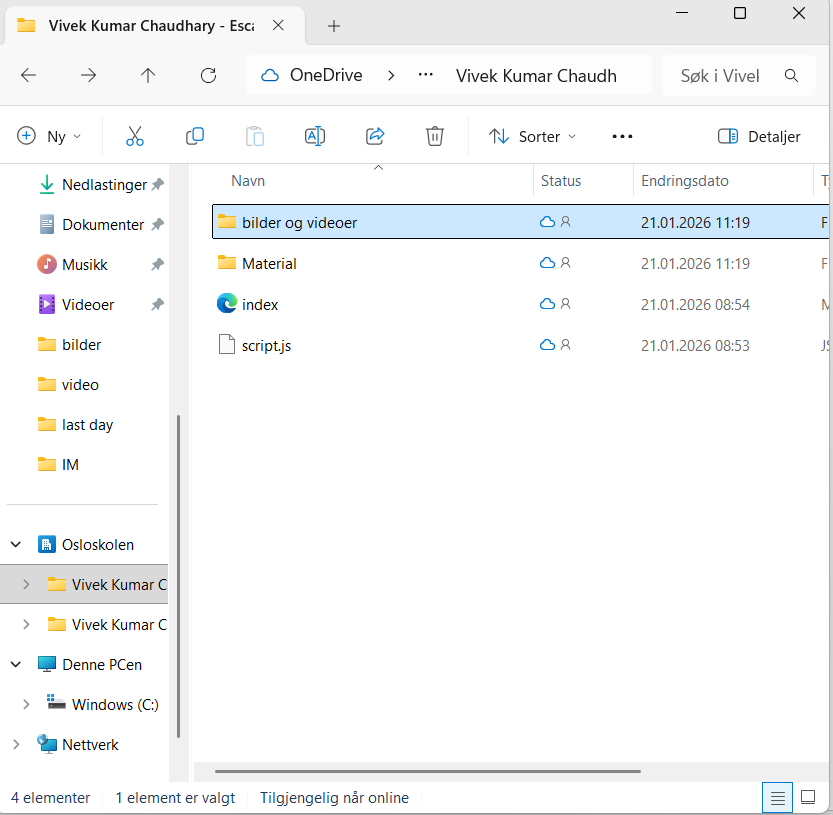 Vivek Kumar Chaudhary - Esca
OneDrive Vivek Kumar Chaudh Søk i Vivel
Ny Sorter Detaljer
Navn Status Endringsdato
bilder og videoer 21.01.2026 11:19 F
Material 21.01.2026 11:19 F
index 21.01.2026 08:54
script.js 21.01.2026 08:53
Nedlastinger
Dokumenter
Musikk
Videoer
bilder
video
last day
IM
Osloskolen
Vivek Kumar C
Vivek Kumar C
Denne PCen
Windows (C:)
Nettverk
4 elementer 1 element er valgt Tilgjengelig når online